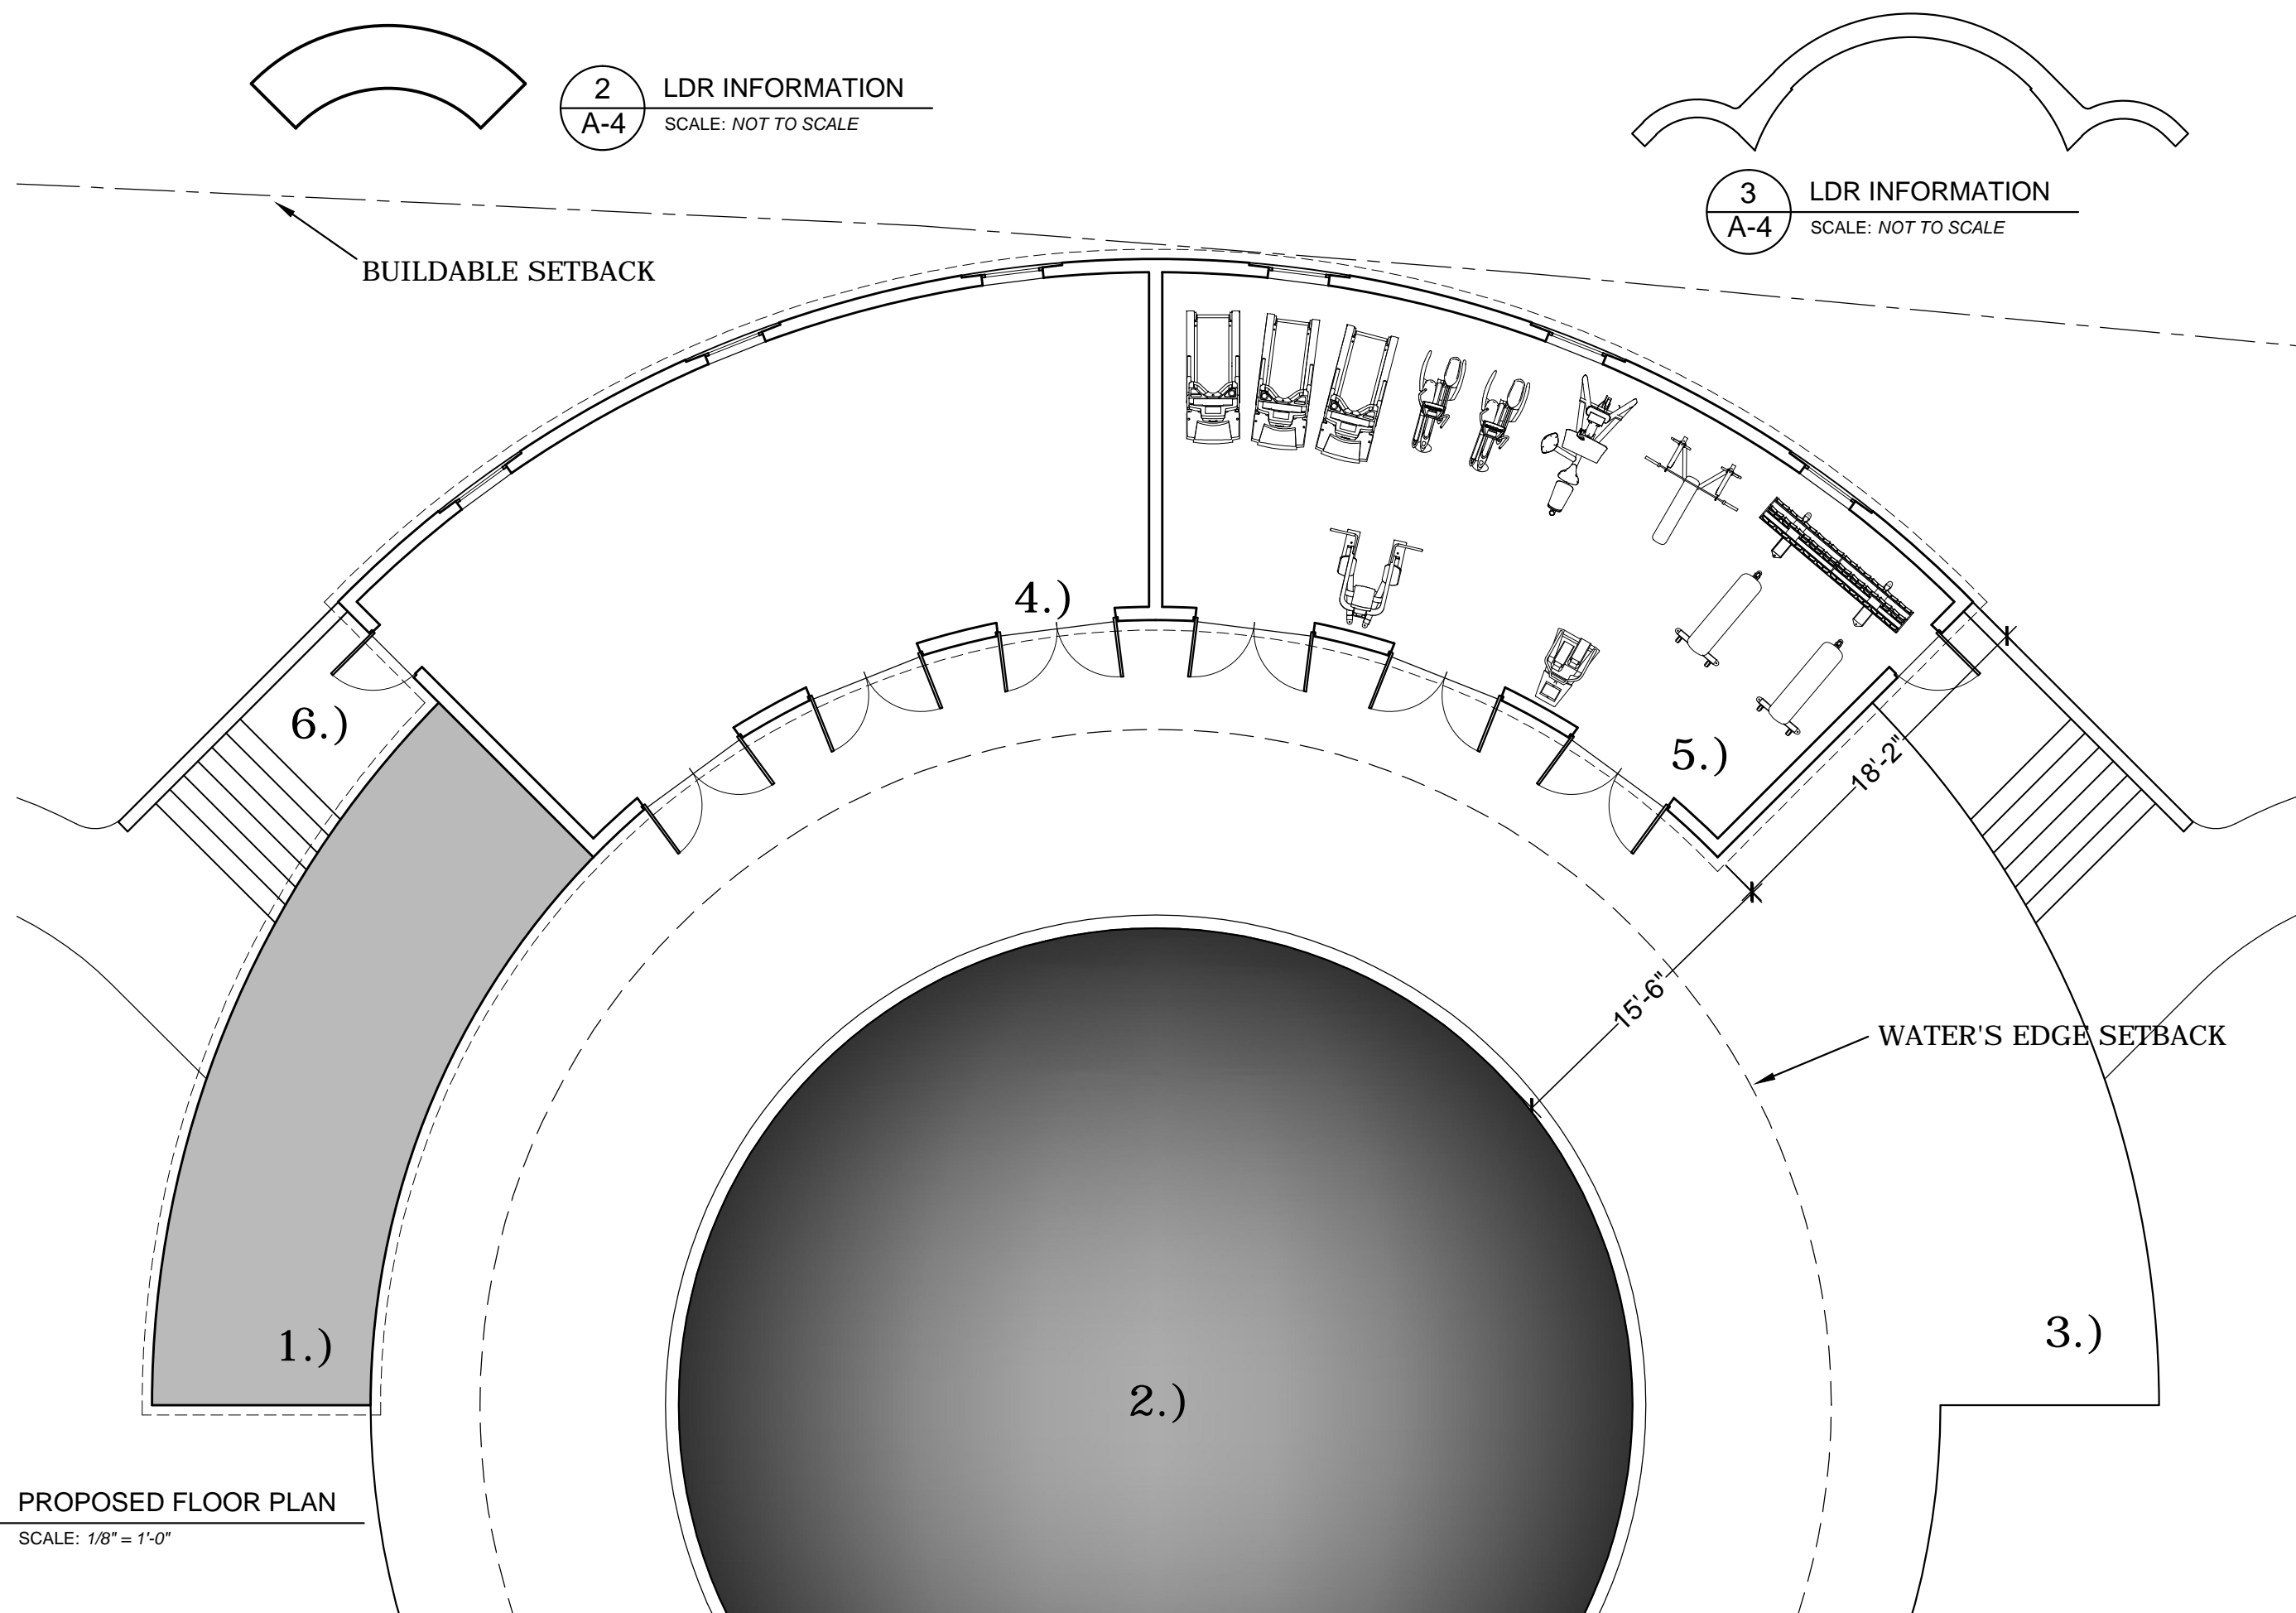 2
A-4
LDR INFORMATION
SCALE: NOT TO SCALE
3
A-4
LDR INFORMATION
SCALE: NOT TO SCALE
BUILDABLE SETBACK
4.)
6.)
5.)
18'-2"
15'-6"
WATER'S EDGE SETBACK
1.)
2.)
3.)
PROPOSED FLOOR PLAN
SCALE: 1/8" = 1'-0"